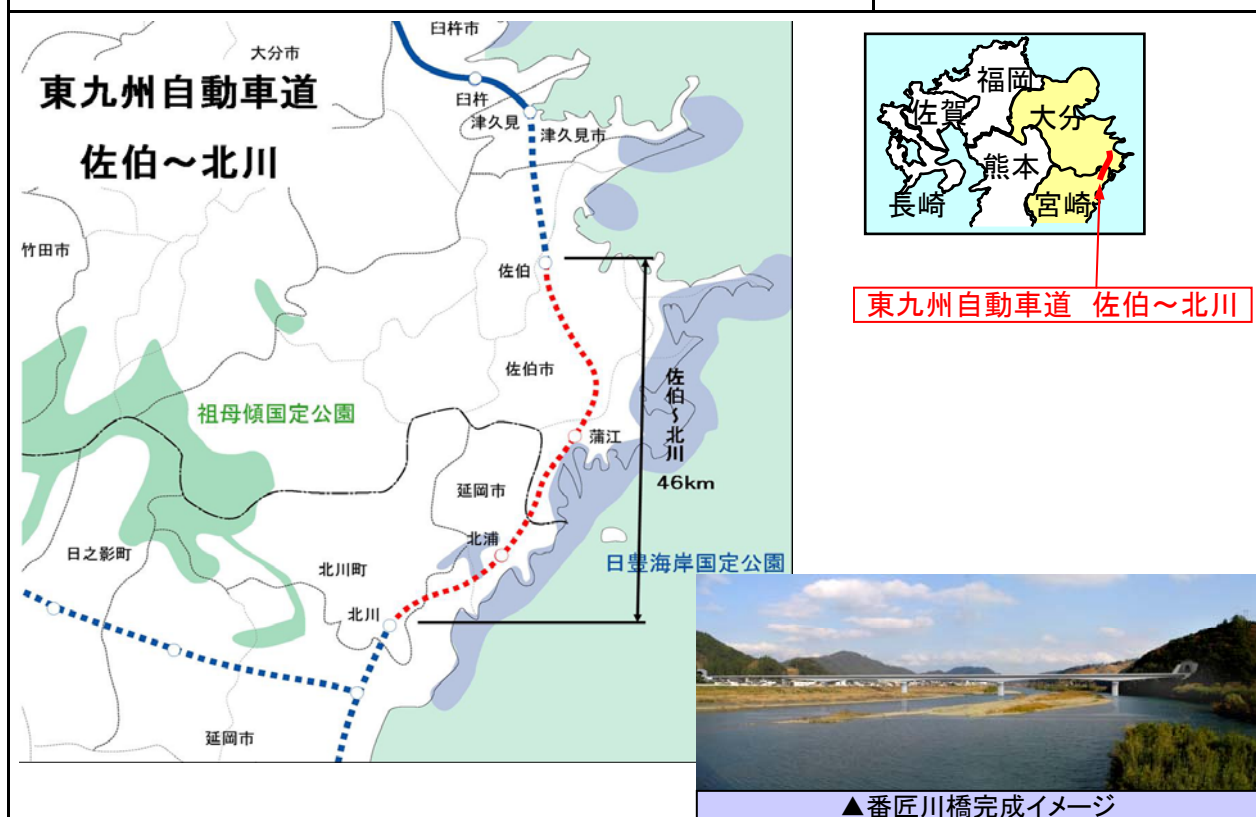 臼杵市
大分市
東九州自動車道
佐伯～北川
臼杵
津久見
津久見市
竹田市
佐伯
佐伯市
佐伯～北川
46km
祖母傾国定公園
蒲江
延岡市
北浦
日豊海岸国定公園
日之影町
北川町
北川
延岡市
福岡
佐賀
大分
熊本
長崎
宮崎
東九州自動車道 佐伯～北川
▲番匠川橋完成イメージ